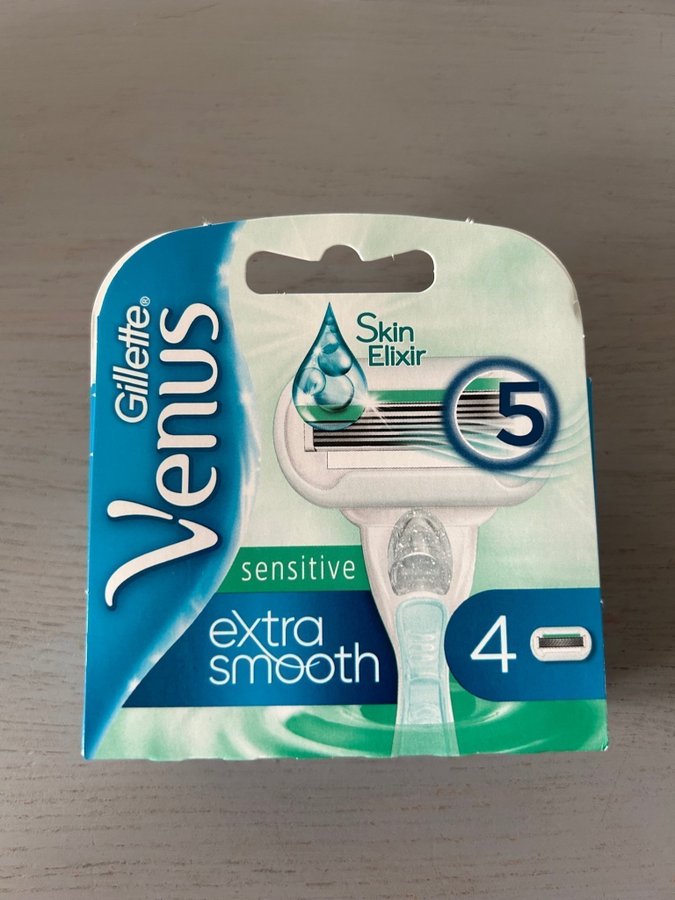 Gillette®
Venus
Skin
Elixir
5
sensitive
extra
smooth
4